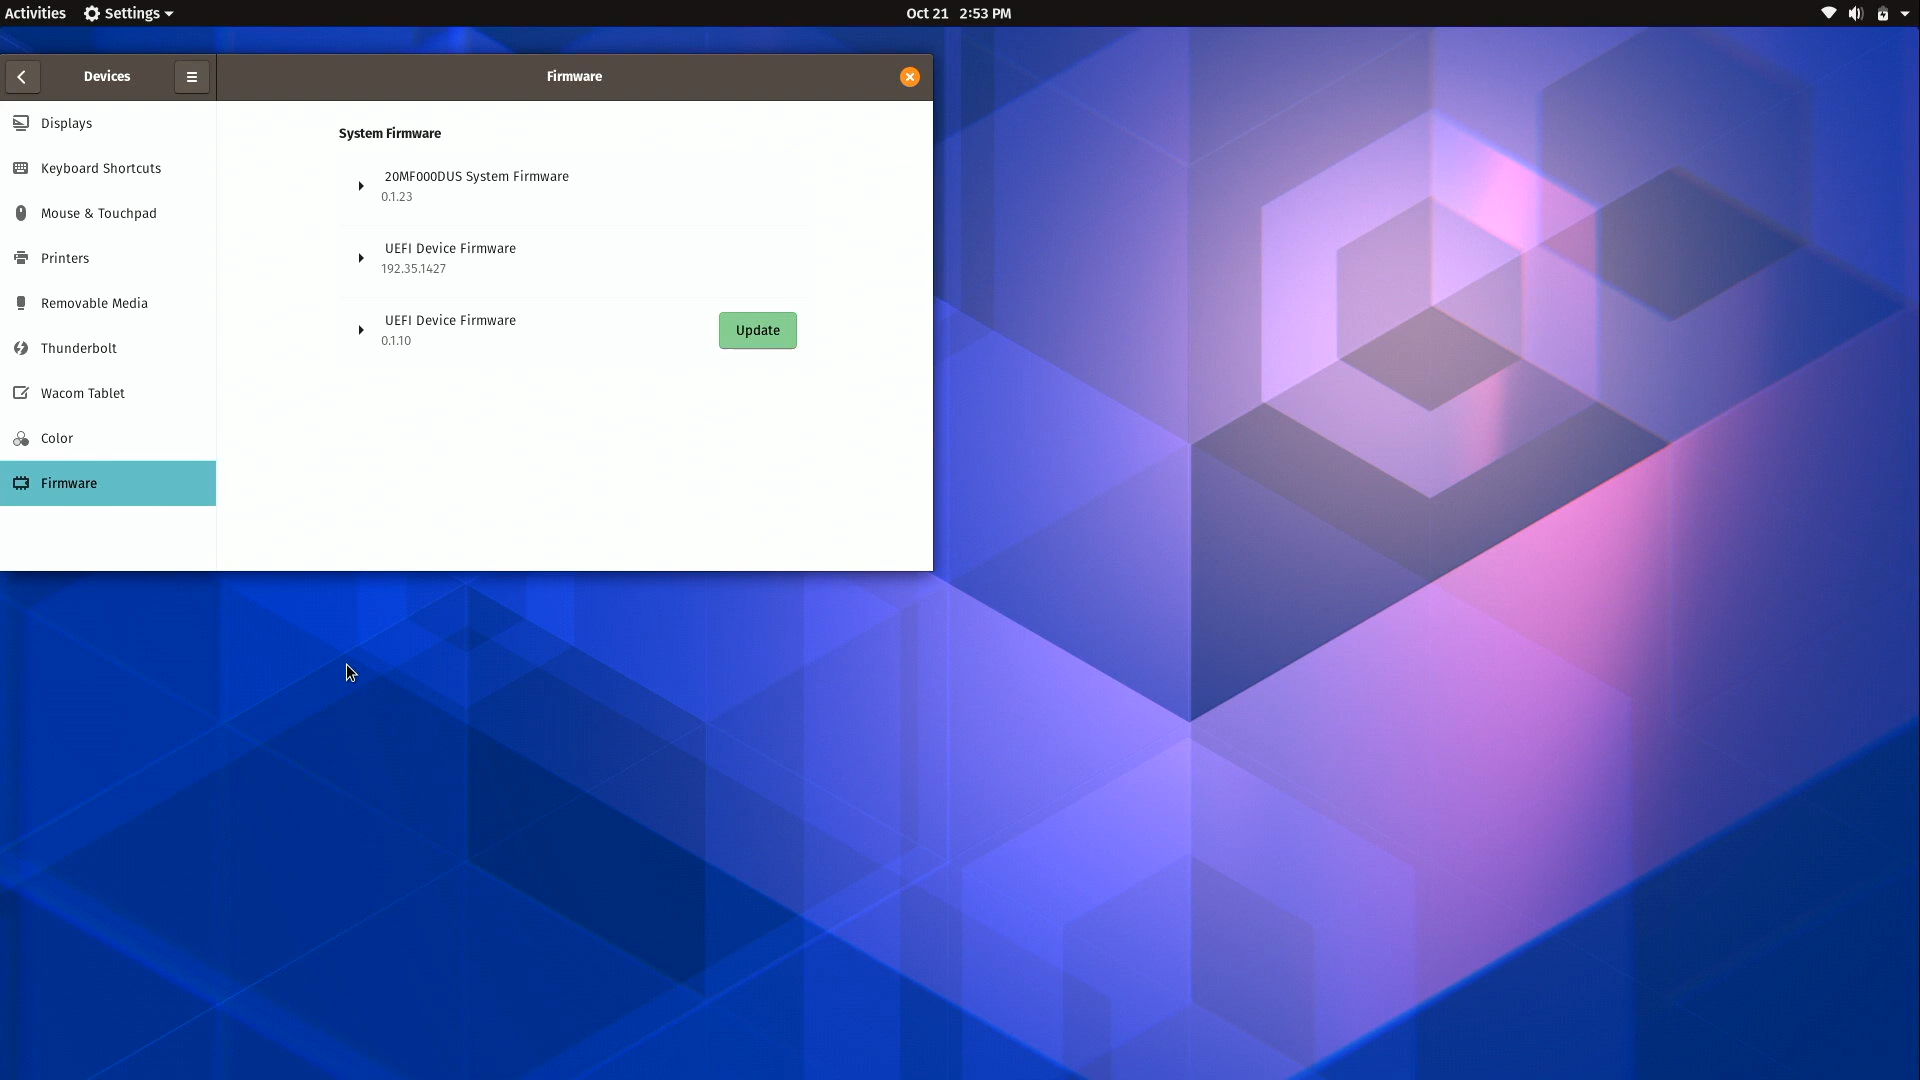 Activities
Settings
Oct 21 2:53 PM
Devices
Firmware
Displays
Keyboard Shortcuts
Mouse & Touchpad
Printers
Removable Media
Thunderbolt
Wacom Tablet
Color
Firmware
System Firmware
20MF000DUS System Firmware
0.1.23
UEFI Device Firmware
192.35.1427
UEFI Device Firmware
0.1.10
Update